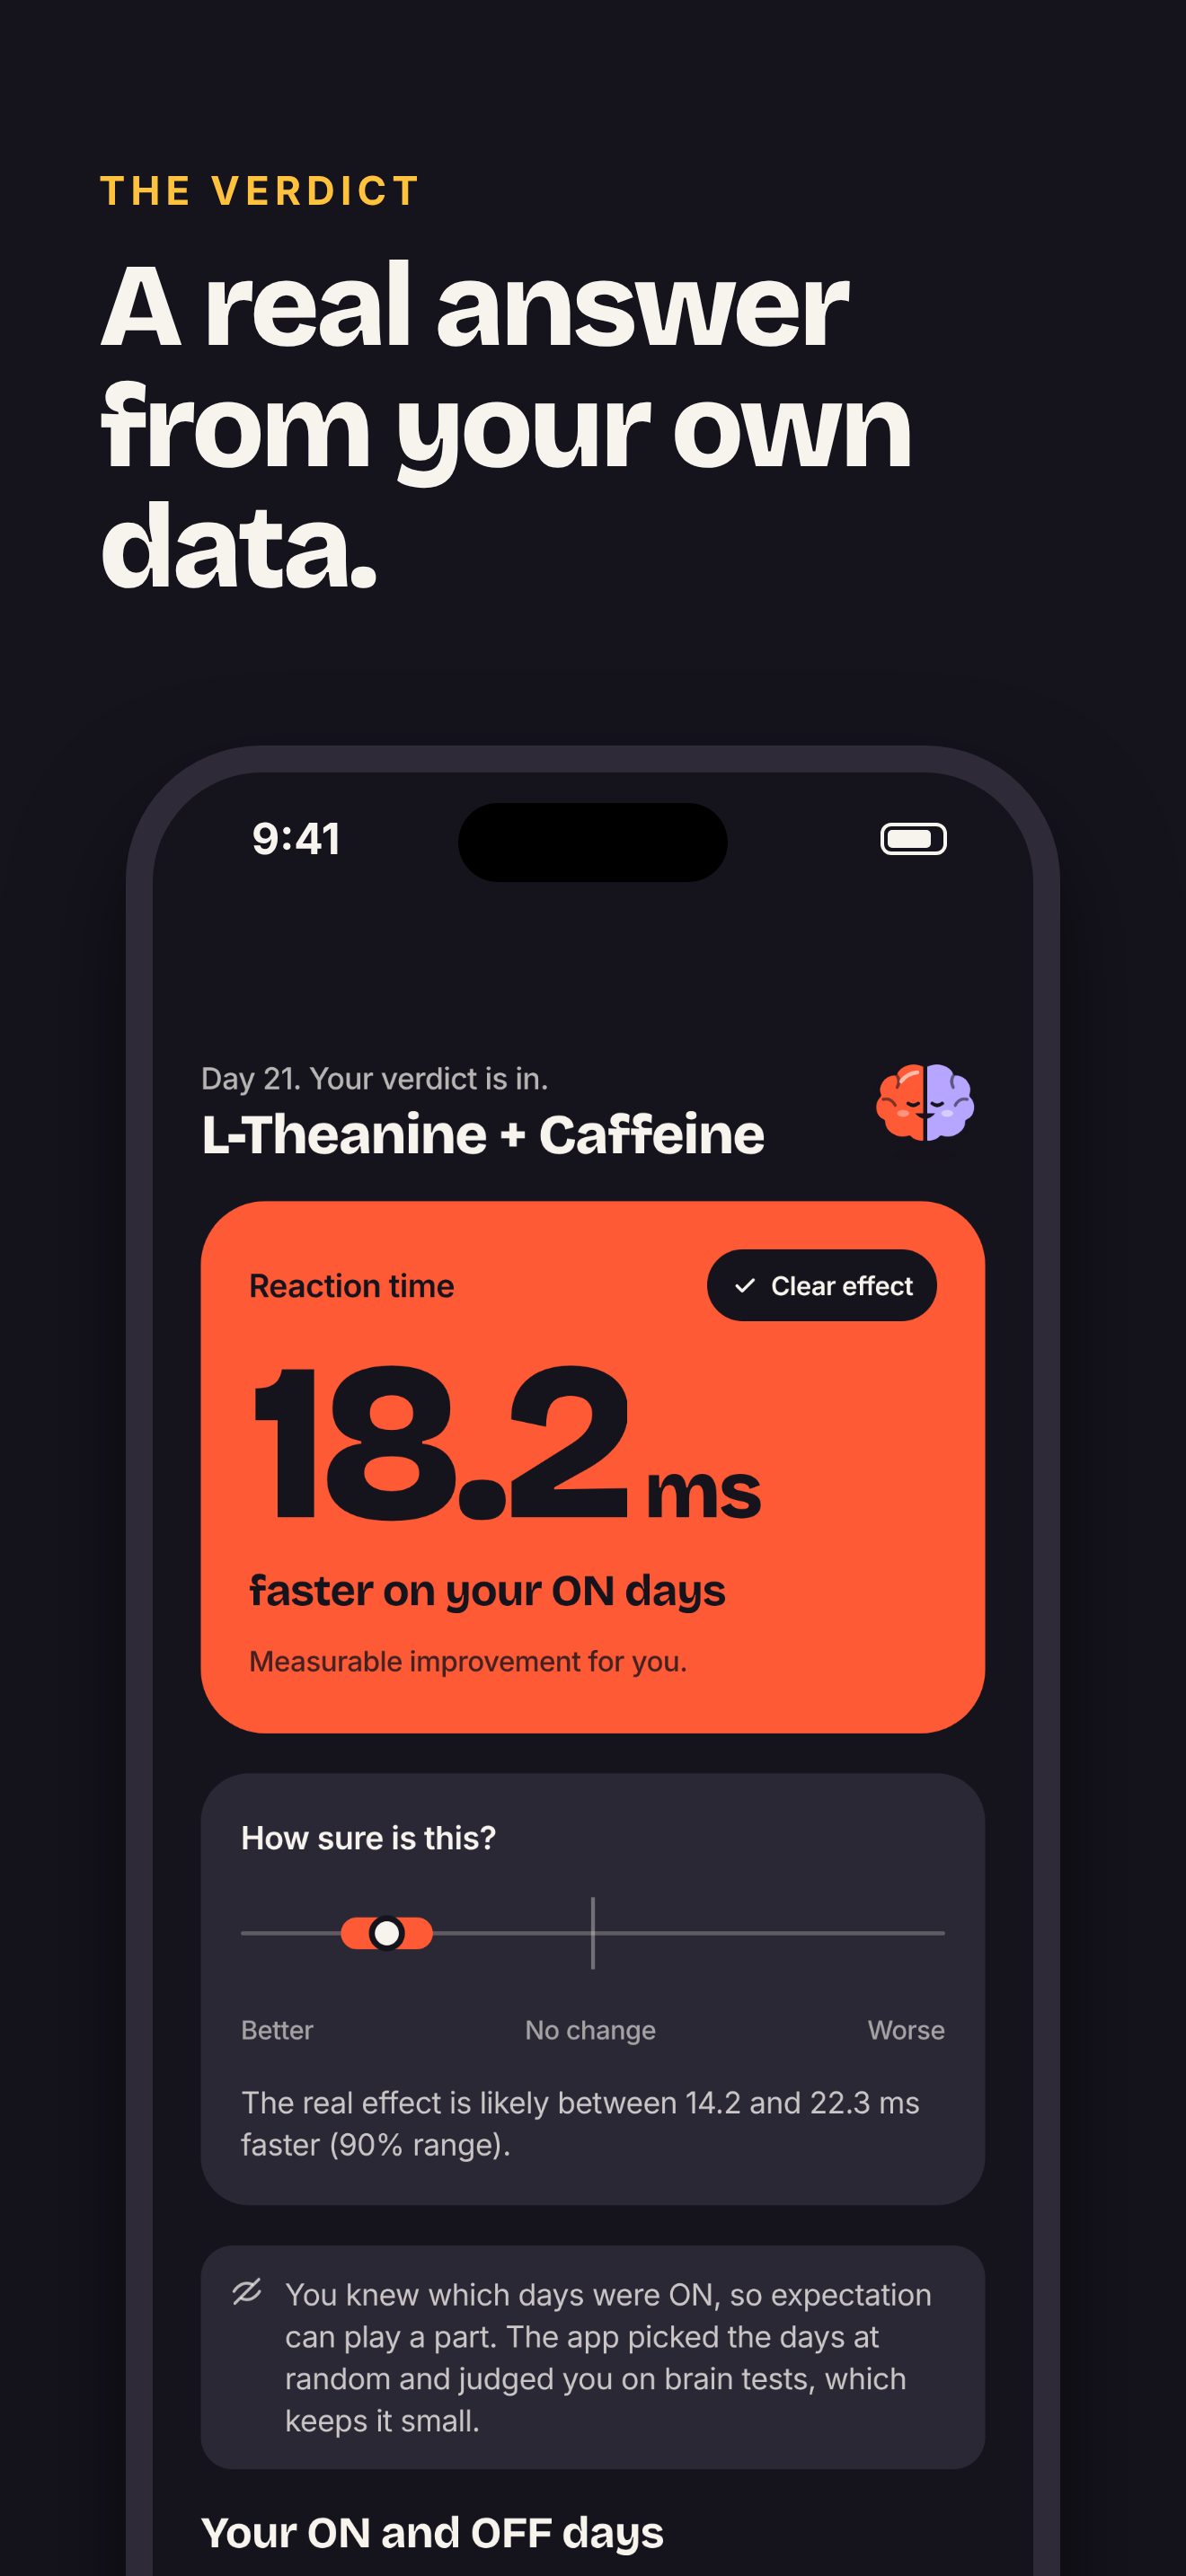 THE VERDICT
A real answer
from your own
data.
9:41
Day 21. Your verdict is in.
L-Theanine + Caffeine
Reaction time
Clear effect
18.2 ms
faster on your ON days
Measurable improvement for you.
How sure is this?
Better No change Worse
The real effect is likely between 14.2 and 22.3 ms
faster (90% range).
You knew which days were ON, so expectation
can play a part. The app picked the days at
random and judged you on brain tests, which
keeps it small.
Your ON and OFF days